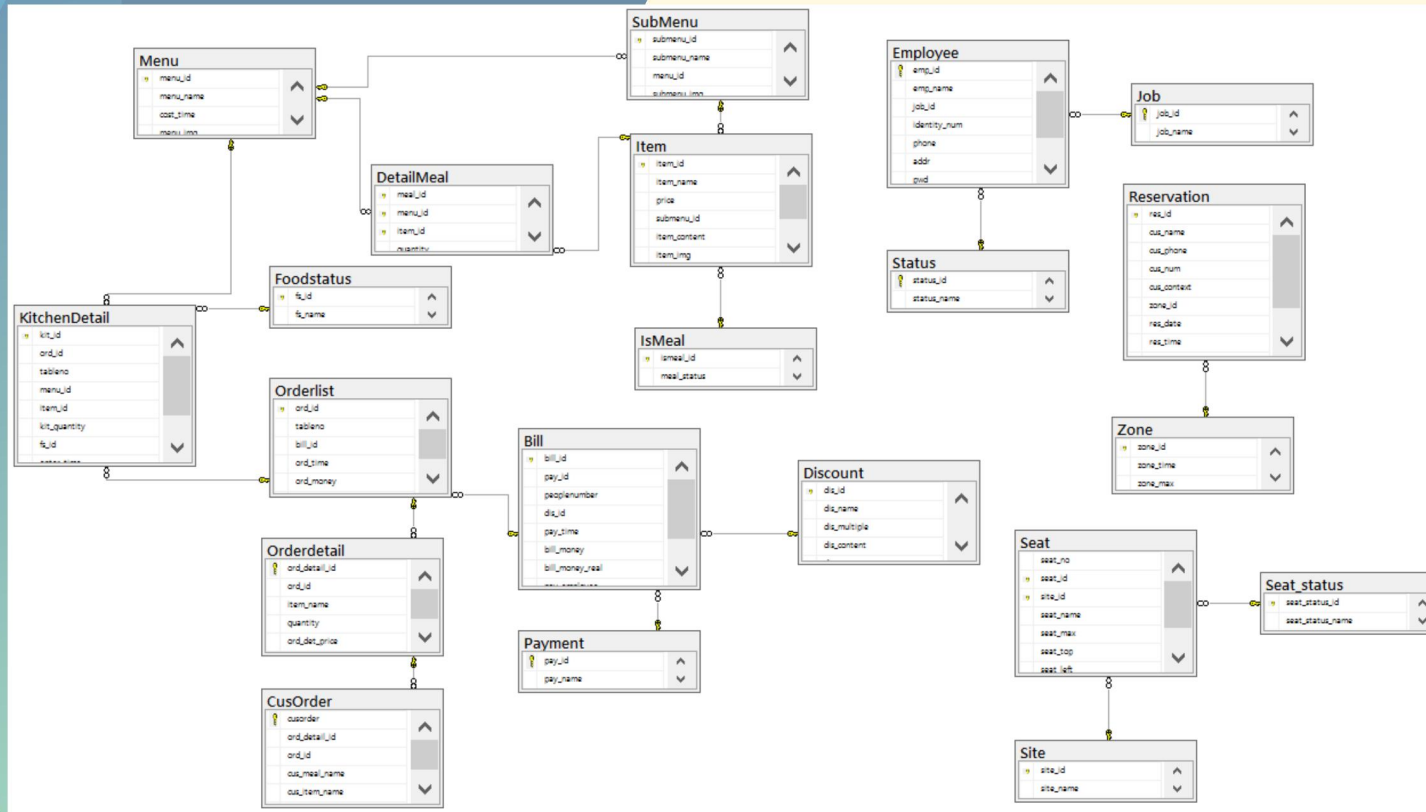 Menu
menu_id
menu_name
cost_time
menu_img
SubMenu
submenu_id
submenu_name
menu_id
submenu_img
Employee
emp_id
emp_name
job_id
identity_num
phone
addr
pwd
Job
job_id
job_name
DetailMeal
meal_id
menu_id
item_id
quantity
Item
item_id
item_name
price
submenu_id
item_content
item_img
Reservation
res_id
cus_name
cus_phone
cus_num
cus_context
zone_id
res_date
res_time
Status
status_id
status_name
Foodstatus
fs_id
fs_name
KitchenDetail
kit_id
ord_id
tableno
menu_id
item_id
kit_quantity
fs_id
IsMeal
ismeal_id
meal_status
Orderlist
ord_id
tableno
bill_id
ord_time
ord_money
Bill
bill_id
pay_id
peoplenumber
dis_id
pay_time
bill_money
bill_money_real
pay_employee
Discount
dis_id
dis_name
dis_multiple
dis_content
Zone
zone_id
zone_time
zone_max
Orderdetail
ord_detail_id
ord_id
item_name
quantity
ord_det_price
Payment
pay_id
pay_name
Seat
seat_no
seat_id
site_id
seat_name
seat_max
seat_top
seat_left
Seat_status
seat_status_id
seat_status_name
CusOrder
cusorder
ord_detail_id
ord_id
cus_meal_name
cus_item_name
Site
site_id
site_name